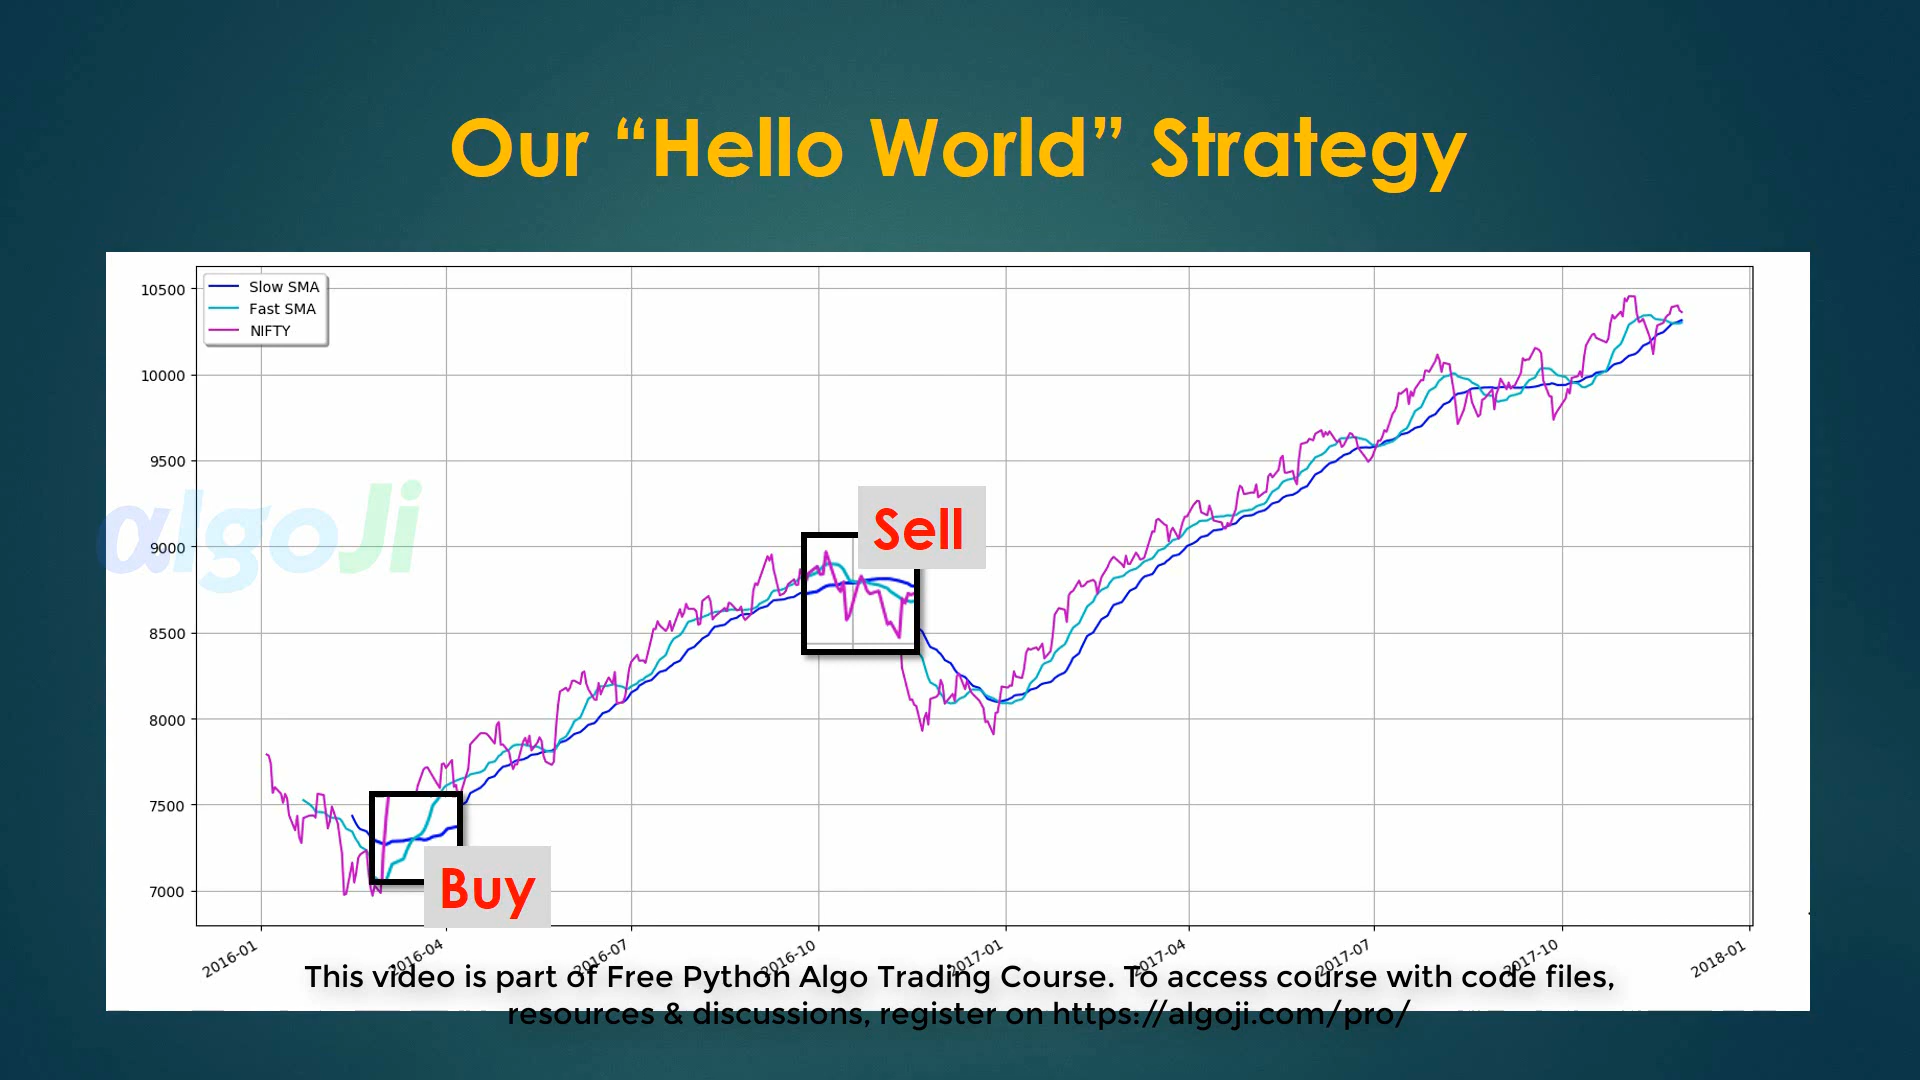 Our “Hello World” Strategy
Slow SMA
Fast SMA
NIFTY
10500
10000
9500
9000
8500
8000
7500
7000
αlgoJi
Sell
Buy
2016-01
2016-04
2016-07
2016-10
2017-01
2017-04
2017-07
2017-10
2018-01
This video is part of Free Python Algo Trading Course. To access course with code files,
resources & discussions, register on https://algoji.com/pro/